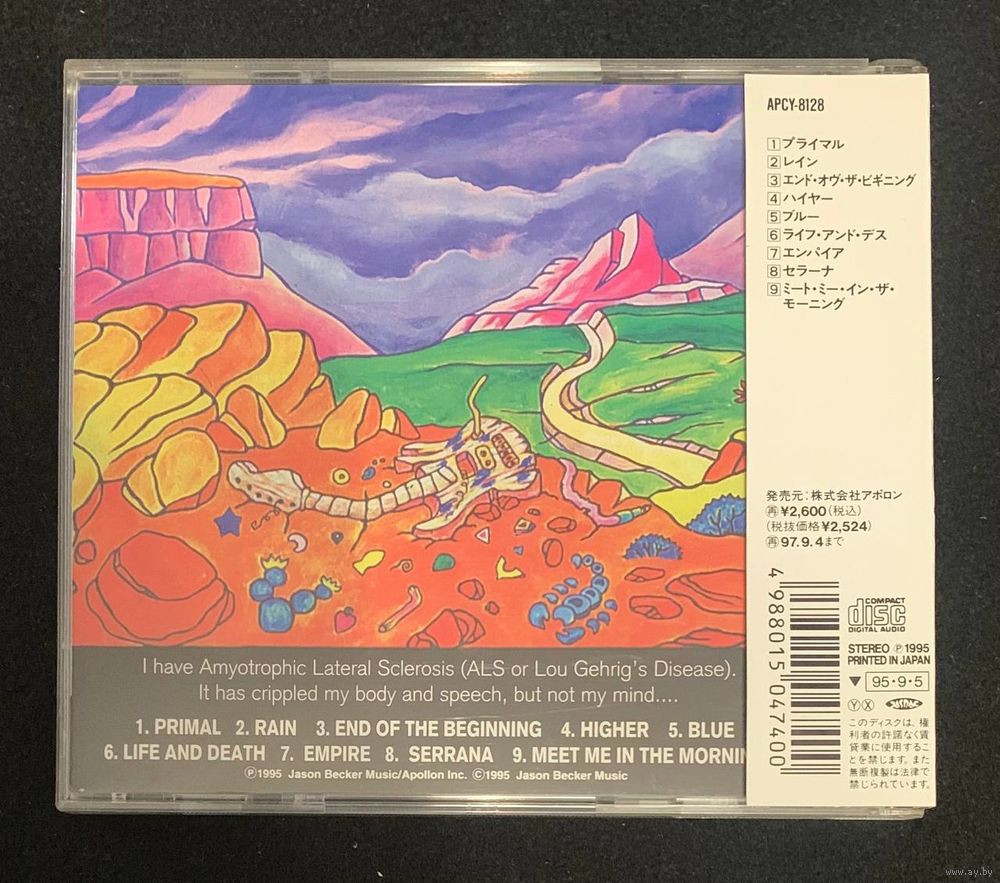 APCY-8128
1 プライマル
2 レイン
3 エンド・オヴ・ザ・ビギニング
4 ハイヤー
5 ブルー
6 ライフ・アンド・デス
7 エンパイア
8 セラーナ
9 ミート・ミー・イン・ザ・
モーニング
発売元:株式会社アポロン
再¥2,600(税込)
(税抜価格¥2,524)
再97.9.4まで
4988015047400
COMPACT
disc
DIGITAL AUDIO
STEREO Ⓟ1995
PRINTED IN JAPAN
▼ 95・9・5
Ⓨ Ⓧ
このディスクは、権
利者の許諾なく賃
貸業に使用するこ
とを禁じます。また
無断複製は法律で
禁じられています。
I have Amyotrophic Lateral Sclerosis (ALS or Lou Gehrig's Disease).
It has crippled my body and speech, but not my mind....
1. PRIMAL 2. RAIN 3. END OF THE BEGINNING 4. HIGHER 5. BLUE
6. LIFE AND DEATH 7. EMPIRE 8. SERRANA 9. MEET ME IN THE MORNIN
Ⓟ1995 Jason Becker Music/Apollon Inc. Ⓒ1995 Jason Becker Music
www.ay.by